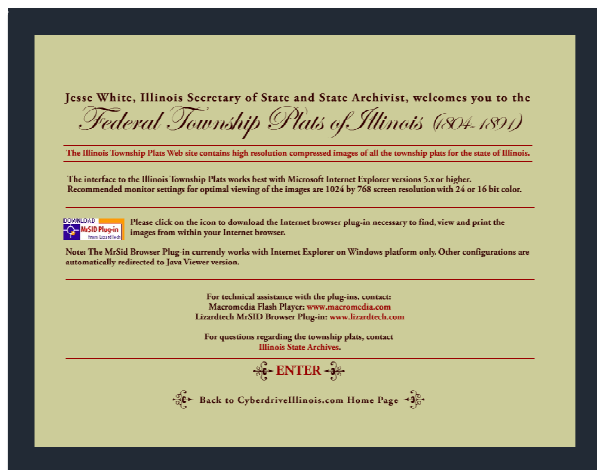 Jesse White, Illinois Secretary of State and State Archivist, welcomes you to the
Federal Township Plats of Illinois (1804-1891)
The Illinois Township Plats Web site contains high resolution compressed images of all the township plats for the state of Illinois.
The interface to the Illinois Township Plats works best with Microsoft Internet Explorer versions 5.x or higher.
Recommended monitor settings for optimal viewing of the images are 1024 by 768 screen resolution with 24 or 16 bit color.
DOWNLOAD
MrSID Plug-in
from LizardTech
Please click on the icon to download the Internet browser plug-in necessary to find, view and print the
images from within your Internet browser.
Note: The MrSid Browser Plug-in currently works with Internet Explorer on Windows platform only. Other configurations are
automatically redirected to Java Viewer version.
For technical assistance with the plug-ins, contact:
Macromedia Flash Player: www.macromedia.com
Lizardtech MrSID Browser Plug-in: www.lizardtech.com
For questions regarding the township plats, contact
Illinois State Archives.
ENTER
Back to CyberdriveIllinois.com Home Page